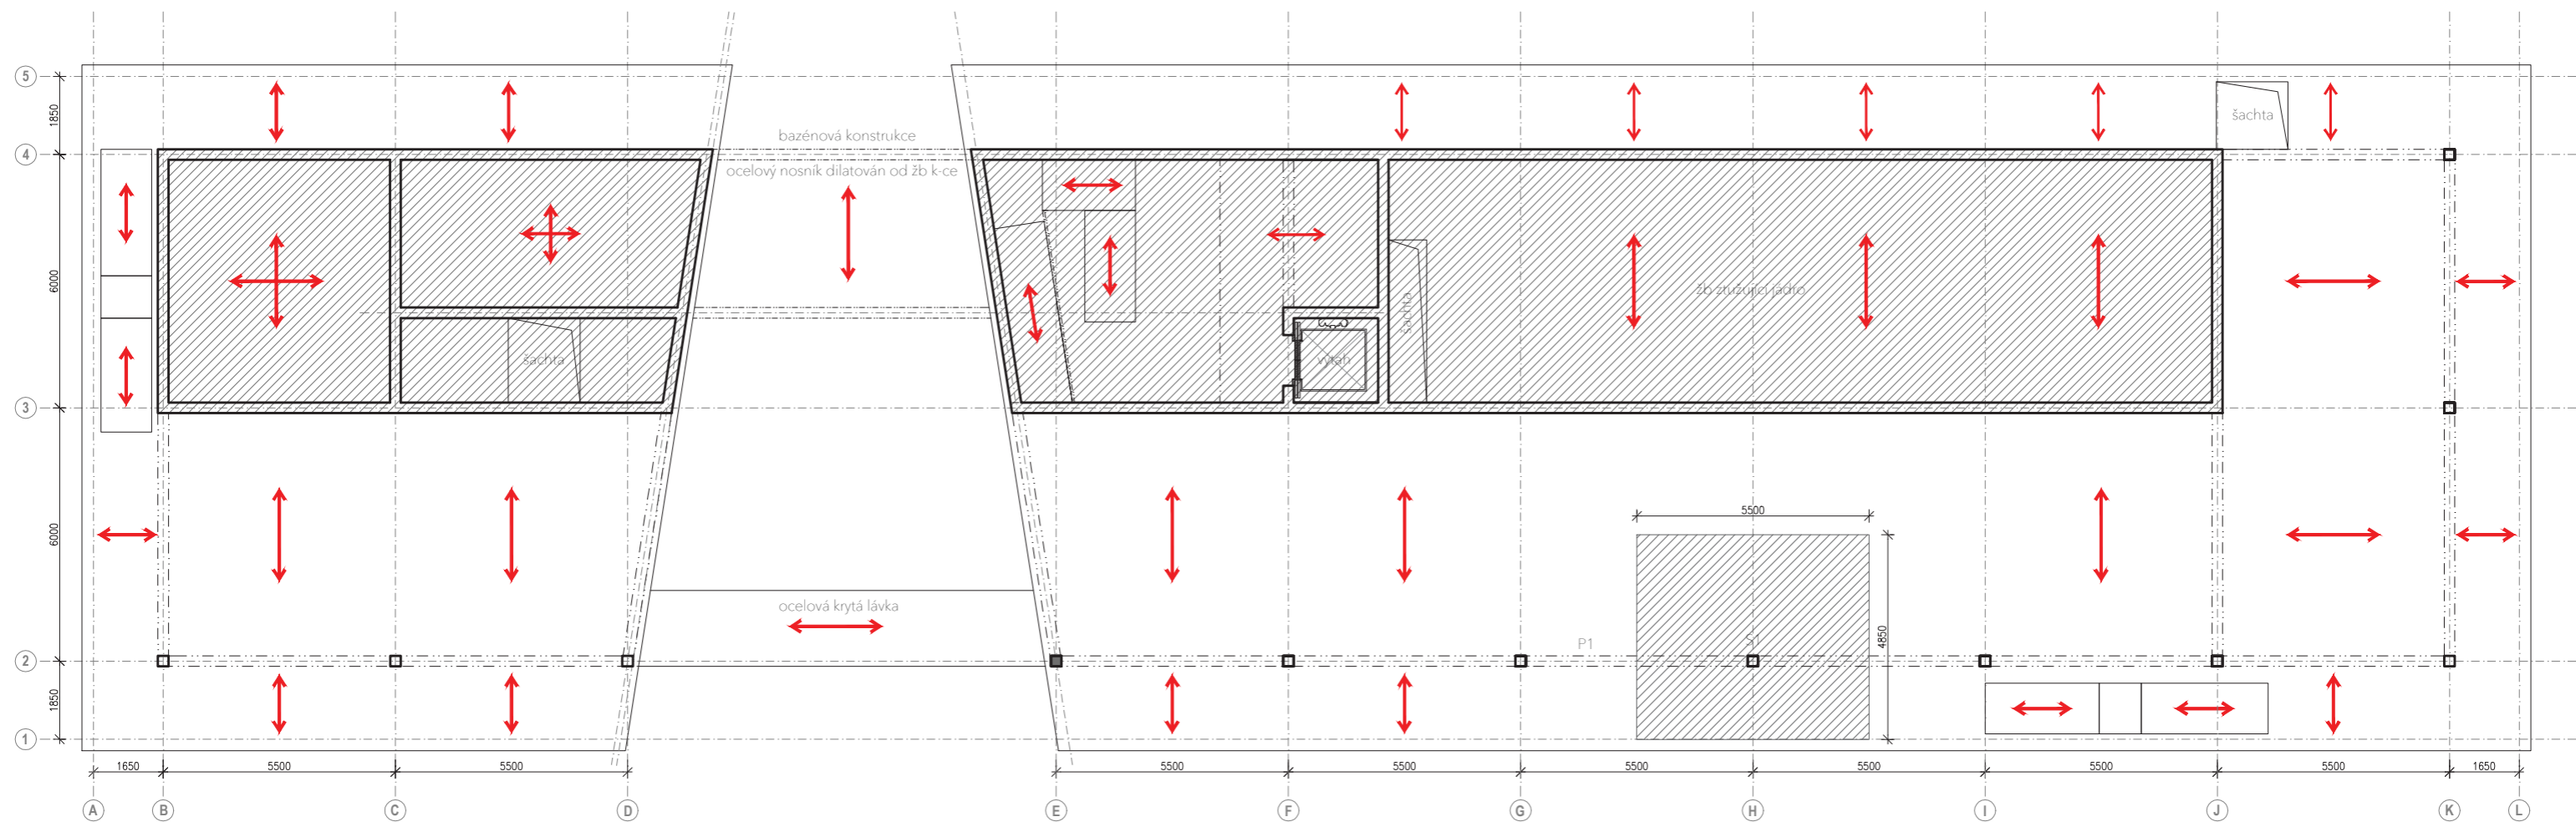 5
1850
bazénová konstrukce
šachta
4
ocelový nosník dilatován od žb k-ce
6000
žb ztužující jádro
šachta
šachta
výtah
3
5500
6000
ocelová krytá lávka
P1
S1
4850
2
1850
1
1650
5500
5500
5500
5500
5500
5500
5500
5500
1650
A
B
C
D
E
F
G
H
I
J
K
L